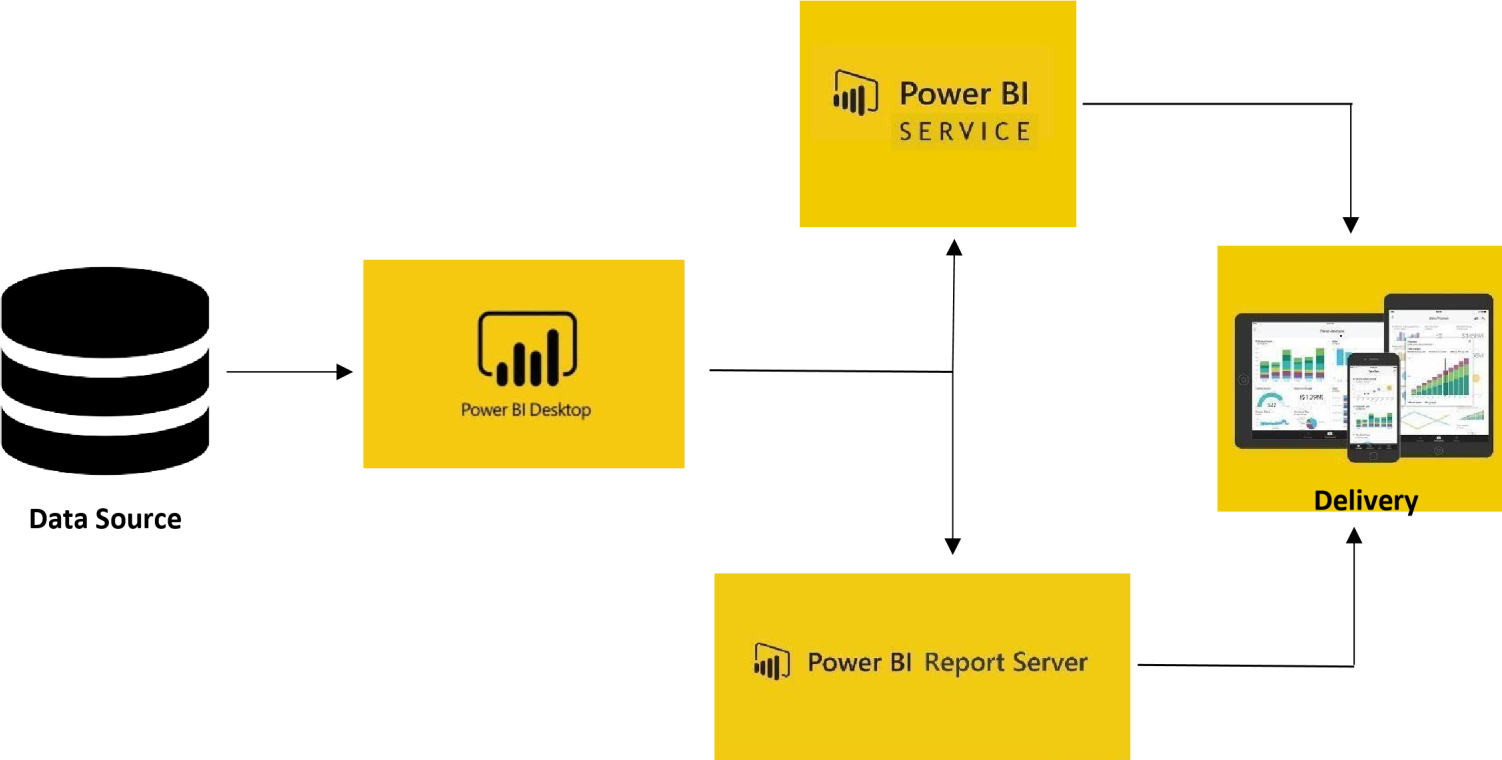 Power BI
SERVICE
Power BI Desktop
Data Source
Delivery
Power BI Report Server